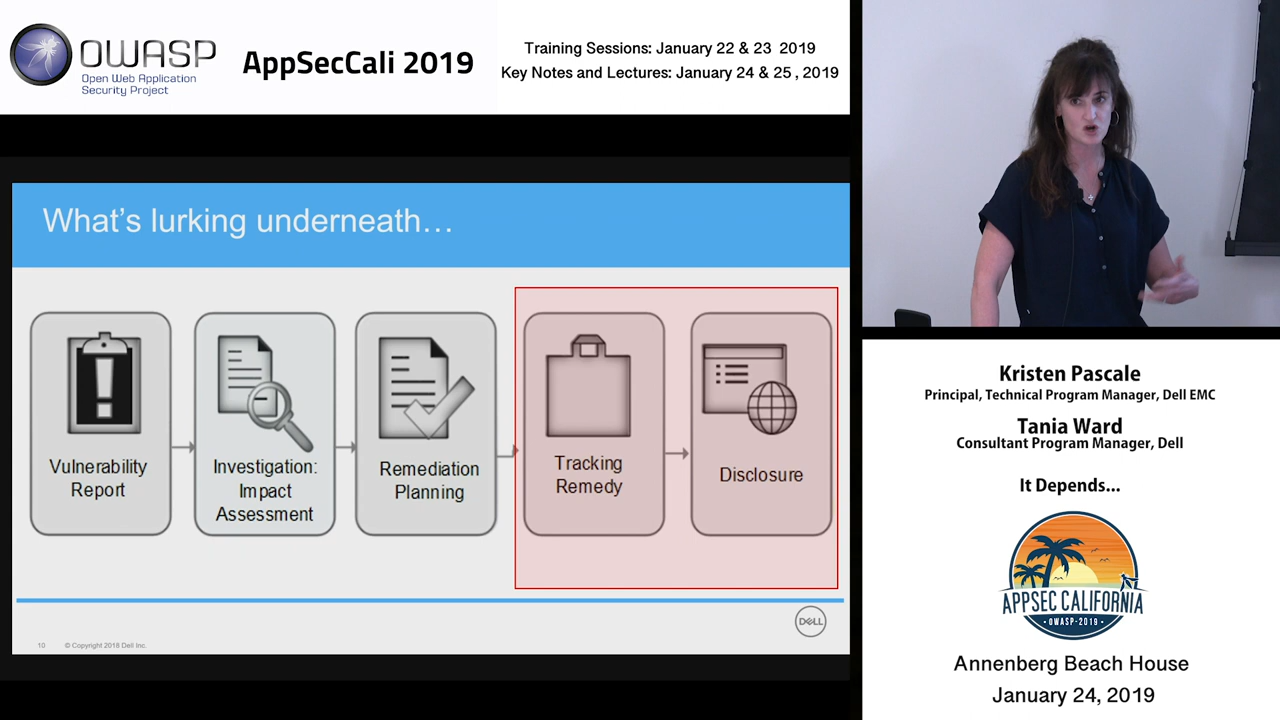 OWASP
Open Web Application
Security Project
AppSecCali 2019
Training Sessions: January 22 & 23 2019
Key Notes and Lectures: January 24 & 25 , 2019
What's lurking underneath...
Vulnerability
Report
Investigation:
Impact
Assessment
Remediation
Planning
Tracking
Remedy
Disclosure
DELL
10 © Copyright 2018 Dell Inc.
Kristen Pascale
Principal, Technical Program Manager, Dell EMC
Tania Ward
Consultant Program Manager, Dell
It Depends...
APPSEC CALIFORNIA
• OWASP-2019 •
Annenberg Beach House
January 24, 2019